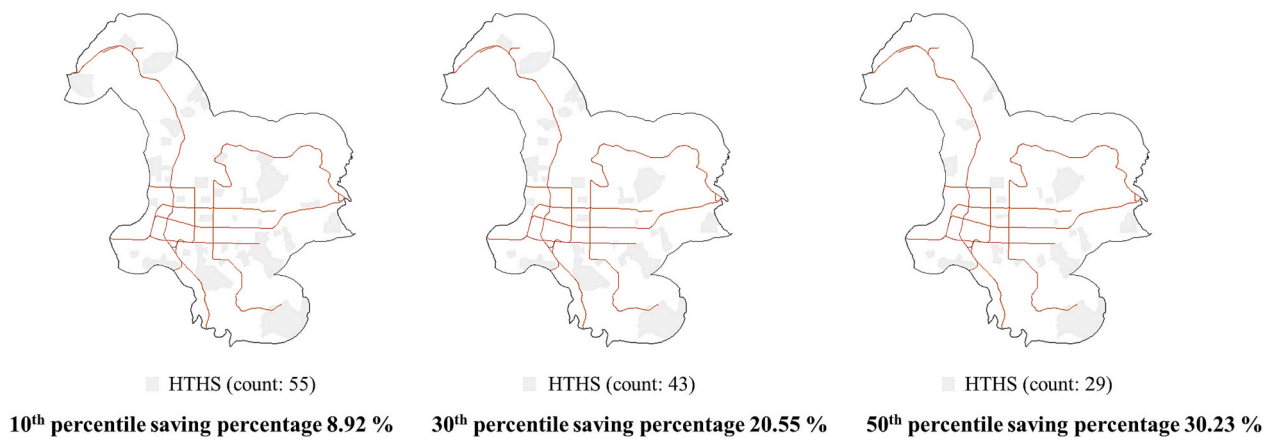 HTHS (count: 55)
HTHS (count: 43)
HTHS (count: 29)
10th percentile saving percentage 8.92 %
30th percentile saving percentage 20.55 %
50th percentile saving percentage 30.23 %